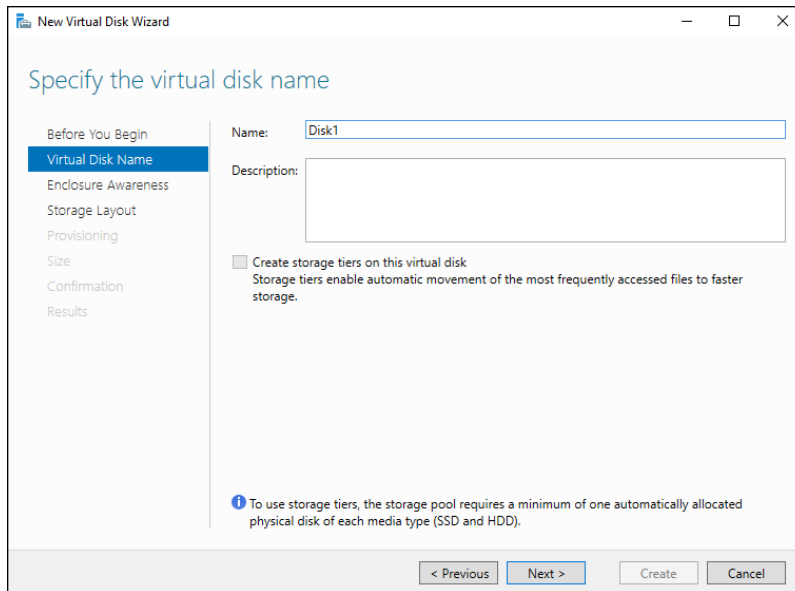 New Virtual Disk Wizard
Specify the virtual disk name
Before You Begin
Virtual Disk Name
Enclosure Awareness
Storage Layout
Provisioning
Size
Confirmation
Results
Name:
Disk1
Description:
Create storage tiers on this virtual disk
Storage tiers enable automatic movement of the most frequently accessed files to faster
storage.
To use storage tiers, the storage pool requires a minimum of one automatically allocated
physical disk of each media type (SSD and HDD).
< Previous
Next >
Create
Cancel